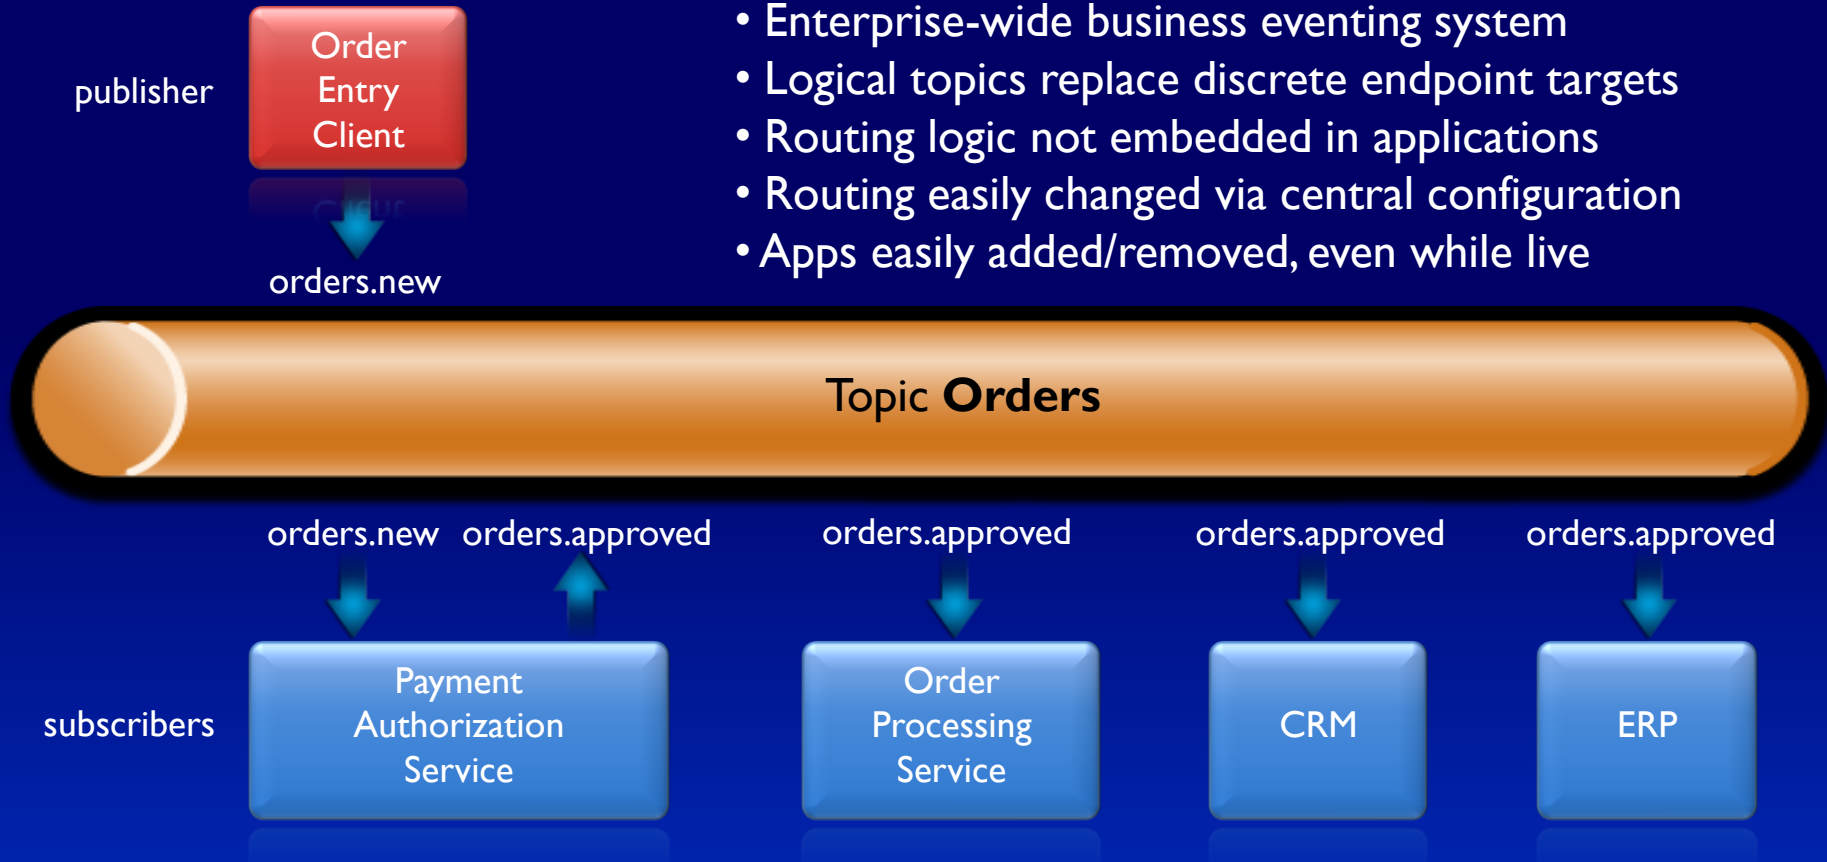 • Enterprise-wide business eventing system
• Logical topics replace discrete endpoint targets
• Routing logic not embedded in applications
• Routing easily changed via central configuration
• Apps easily added/removed, even while live
publisher
Order
Entry
Client
orders.new
Topic Orders
orders.new orders.approved orders.approved orders.approved orders.approved
subscribers
Payment
Authorization
Service
Order
Processing
Service
CRM
ERP